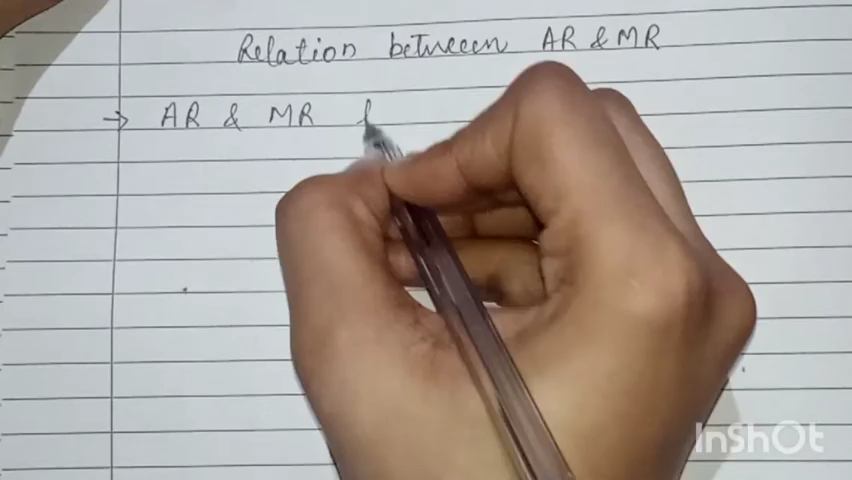 Relation between AR & MR
→ AR & MR
InShOt